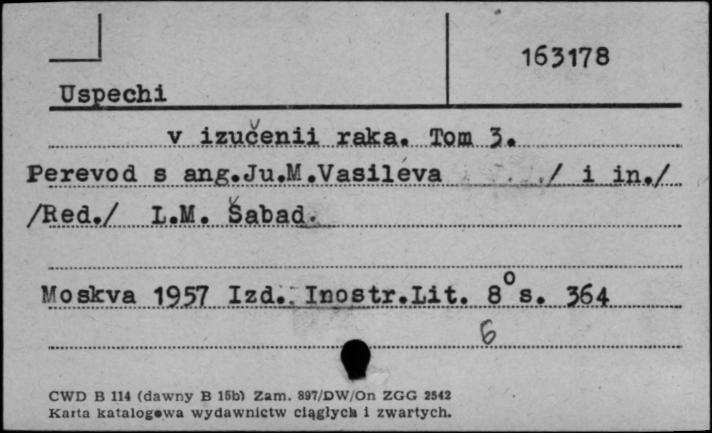 163178
Uspechi
v izučenii raka. Tom 3.
Perevod s ang.Ju.M.Vasiléva / i in./
/Red./ L.M. Šabad.
Moskva 1957 Izd. Inostr.Lit. 8° s. 364
6
CWD B 114 (dawny B 15b) Zam. 897/DW/On ZGG 2542
Karta katalogowa wydawnictw ciągłych i zwartych.